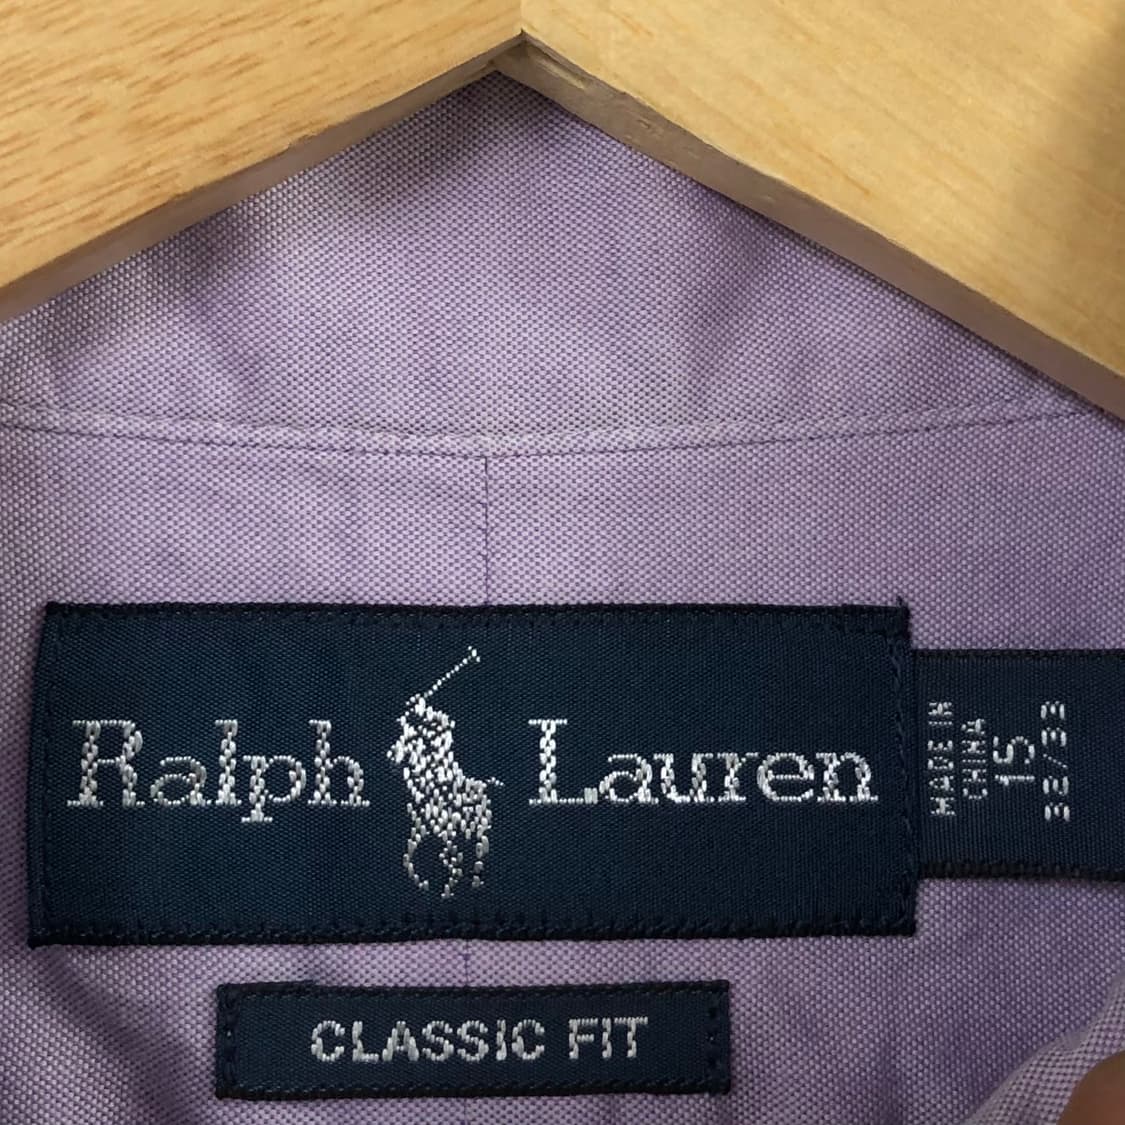 Ralph Lauren
MADE IN
CHINA
15
32/33
CLASSIC FIT